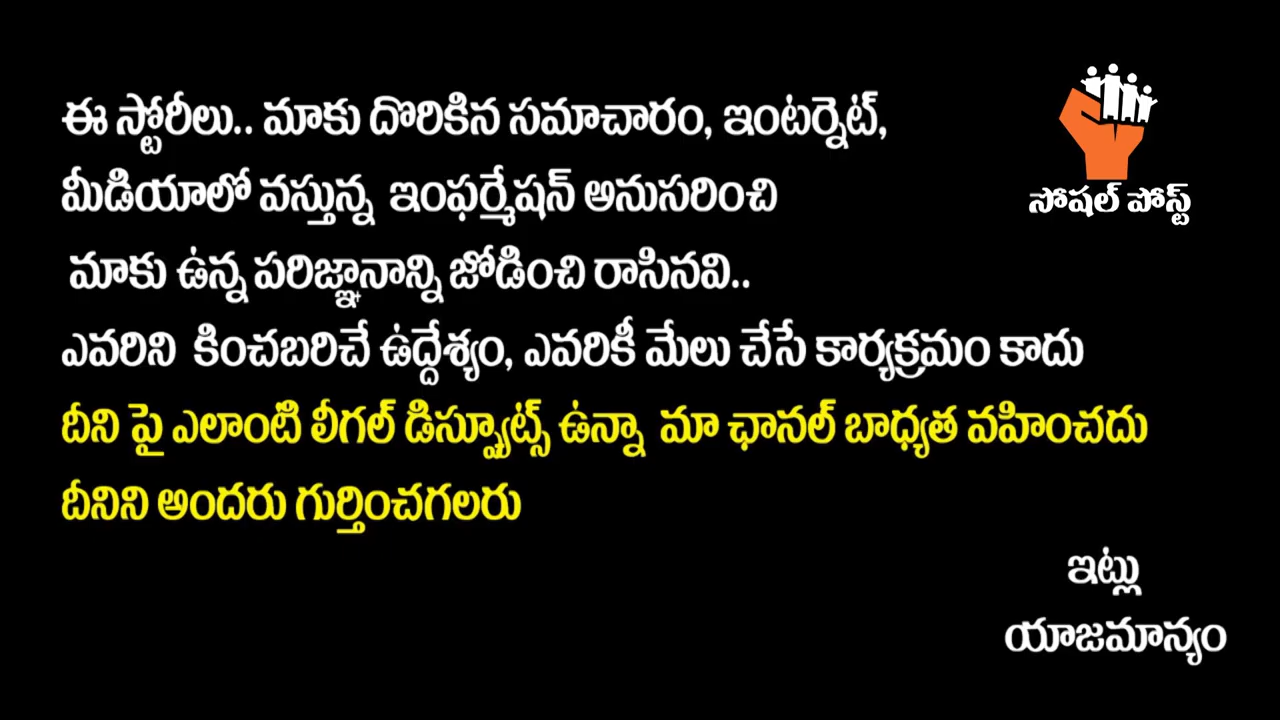 ఈ స్టోరీలు.. మాకు దొరికిన సమాచారం, ఇంటర్నెట్,
మీడియాలో వస్తున్న ఇంఫర్మేషన్ అనుసరించి
మాకు ఉన్న పరిజ్ఞానాన్ని జోడించి రాసినవి..
ఎవరిని కించబరిచే ఉద్దేశ్యం, ఎవరికీ మేలు చేసే కార్యక్రమం కాదు
దీని పై ఎలాంటి లీగల్ డిస్ప్యూట్స్ ఉన్నా మా ఛానల్ బాధ్యత వహించదు
దీనిని అందరు గుర్తించగలరు
ఇట్లు
యాజమాన్యం
సోషల్ పోస్ట్